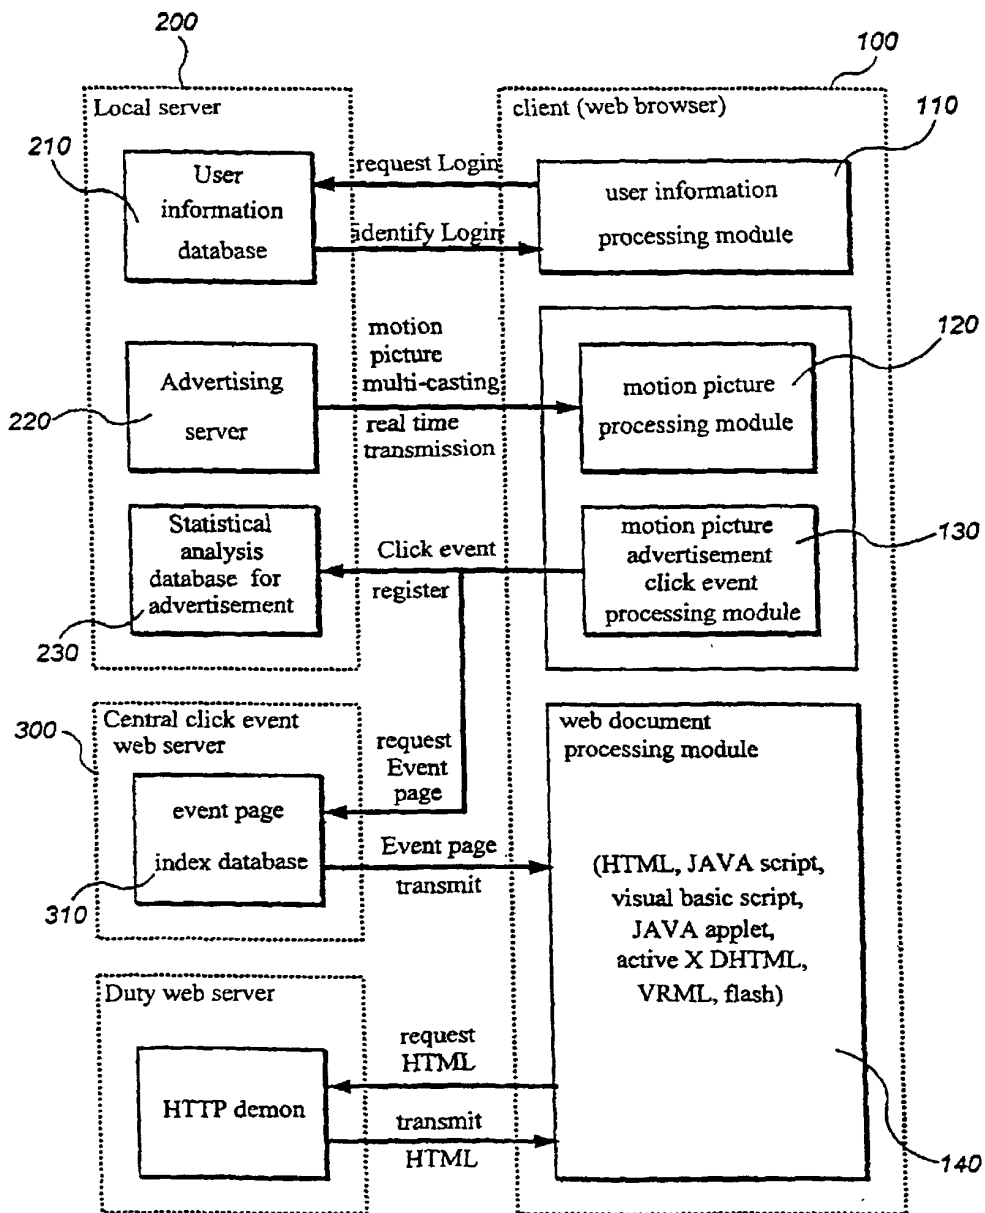 200
100
Local server
client (web browser)
110
210
User
information
database
request Login
identify Login
user information
processing module
motion
picture
multi-casting
real time
transmission
120
Advertising
server
220
motion picture
processing module
Statistical
analysis
database for
advertisement
230
Click event
register
motion picture
advertisement
click event
processing module
130
300
Central click event
web server
request
Event
page
event page
index database
310
Event page
transmit
web document
processing module
(HTML, JAVA script,
visual basic script,
JAVA applet,
active X DHTML,
VRML, flash)
Duty web server
request
HTML
HTTP demon
transmit
HTML
140